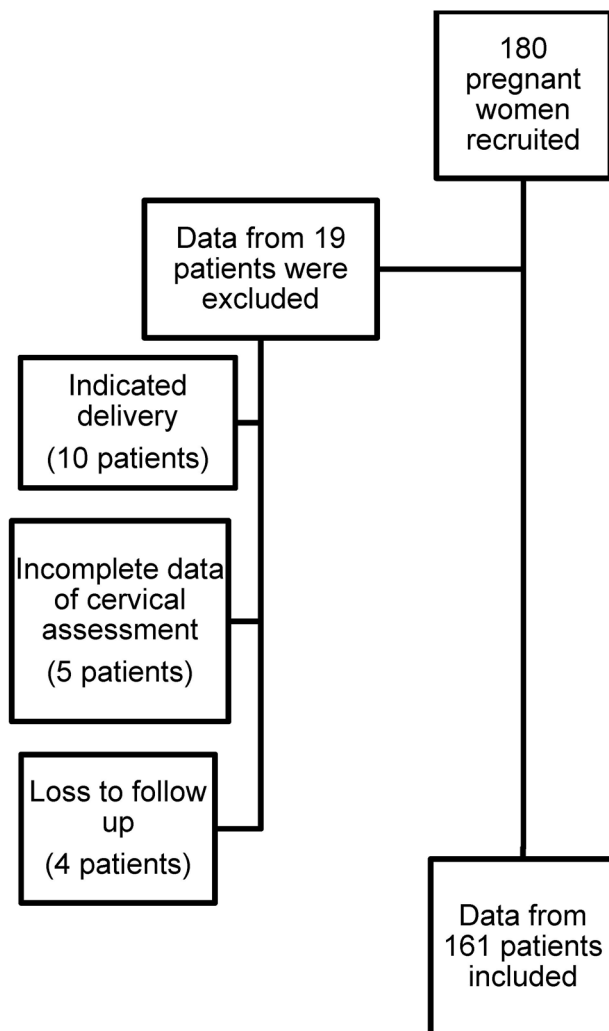 180
pregnant
women
recruited
Data from 19
patients were
excluded
Indicated
delivery
(10 patients)
Incomplete data
of cervical
assessment
(5 patients)
Loss to follow
up
(4 patients)
Data from
161 patients
included